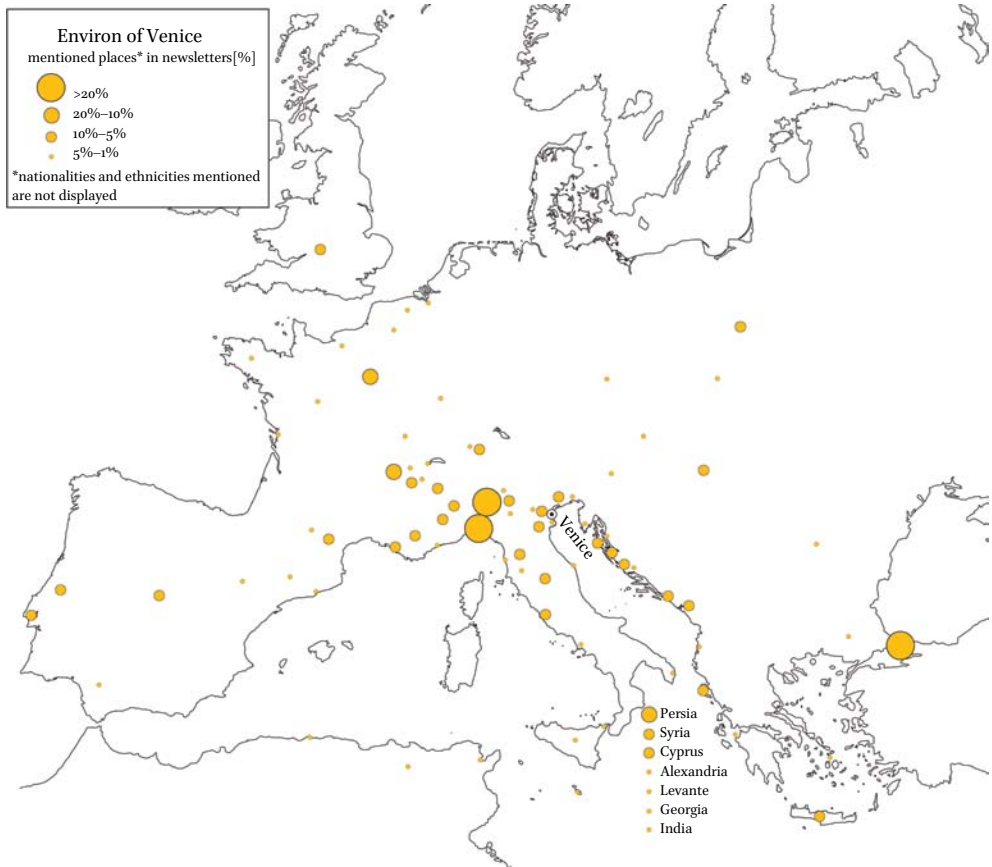 Environ of Venice
mentioned places* in newsletters[%]
>20%
20%–10%
10%–5%
5%–1%
*nationalities and ethnicities mentioned
are not displayed
Venice
Persia
Syria
Cyprus
Alexandria
Levante
Georgia
India